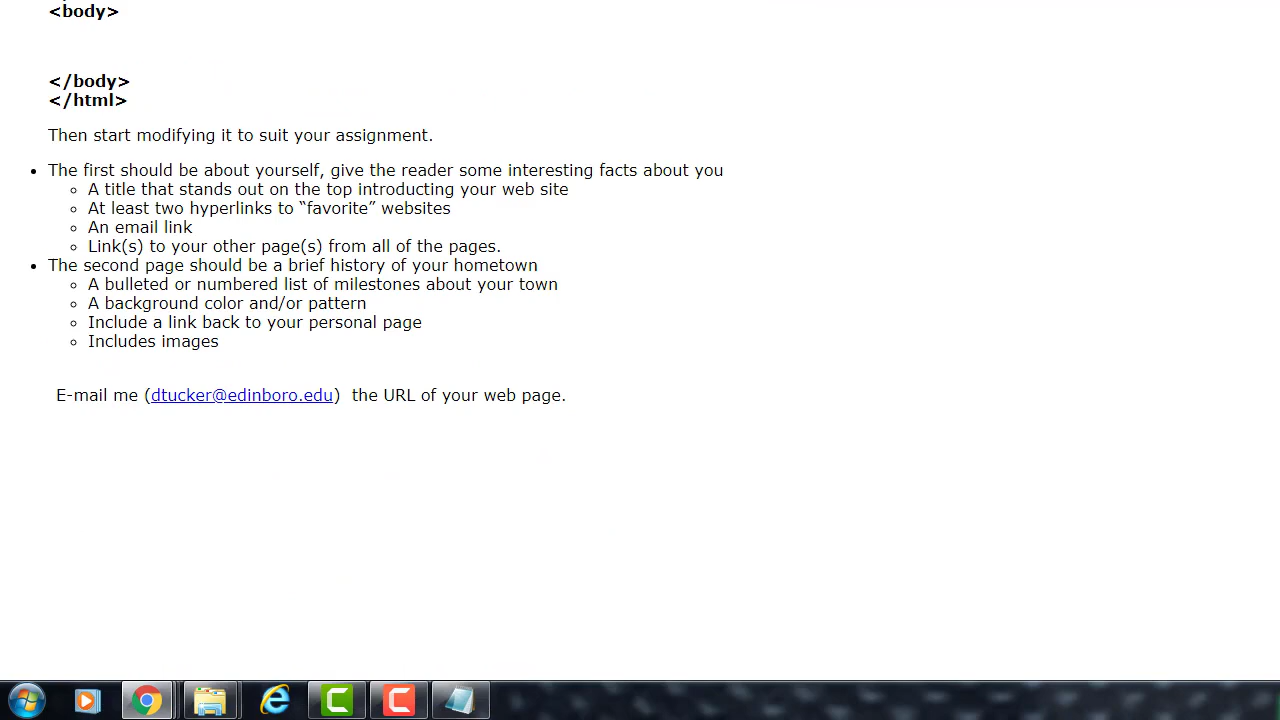 <body>
</body>
</html>
Then start modifying it to suit your assignment.
The first should be about yourself, give the reader some interesting facts about you
A title that stands out on the top introducting your web site
At least two hyperlinks to “favorite” websites
An email link
Link(s) to your other page(s) from all of the pages.
The second page should be a brief history of your hometown
A bulleted or numbered list of milestones about your town
A background color and/or pattern
Include a link back to your personal page
Includes images
E-mail me (dtucker@edinboro.edu)  the URL of your web page.